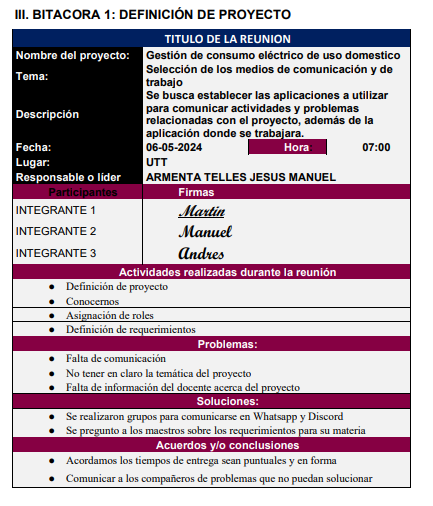 III. BITACORA 1: DEFINICIÓN DE PROYECTO
TITULO DE LA REUNION
Nombre del proyecto: Gestión de consumo eléctrico de uso domestico
Tema: Selección de los medios de comunicación y de
trabajo
Descripción Se busca establecer las aplicaciones a utilizar
para comunicar actividades y problemas
relacionadas con el proyecto, además de la
aplicación donde se trabajara.
Fecha: 06-05-2024 Hora 07:00
Lugar: UTT
Responsable o líder ARMENTA TELLES JESUS MANUEL
Participantes Firmas
INTEGRANTE 1 Martin
INTEGRANTE 2 Manuel
INTEGRANTE 3 Andres
Actividades realizadas durante la reunión
● Definición de proyecto
● Conocernos
● Asignación de roles
● Definición de requerimientos
Problemas:
● Falta de comunicación
● No tener en claro la temática del proyecto
● Falta de información del docente acerca del proyecto
Soluciones:
● Se realizaron grupos para comunicarse en Whatsapp y Discord
● Se pregunto a los maestros sobre los requerimientos para su materia
Acuerdos y/o conclusiones
● Acordamos los tiempos de entrega sean puntuales y en forma
● Comunicar a los compañeros de problemas que no puedan solucionar